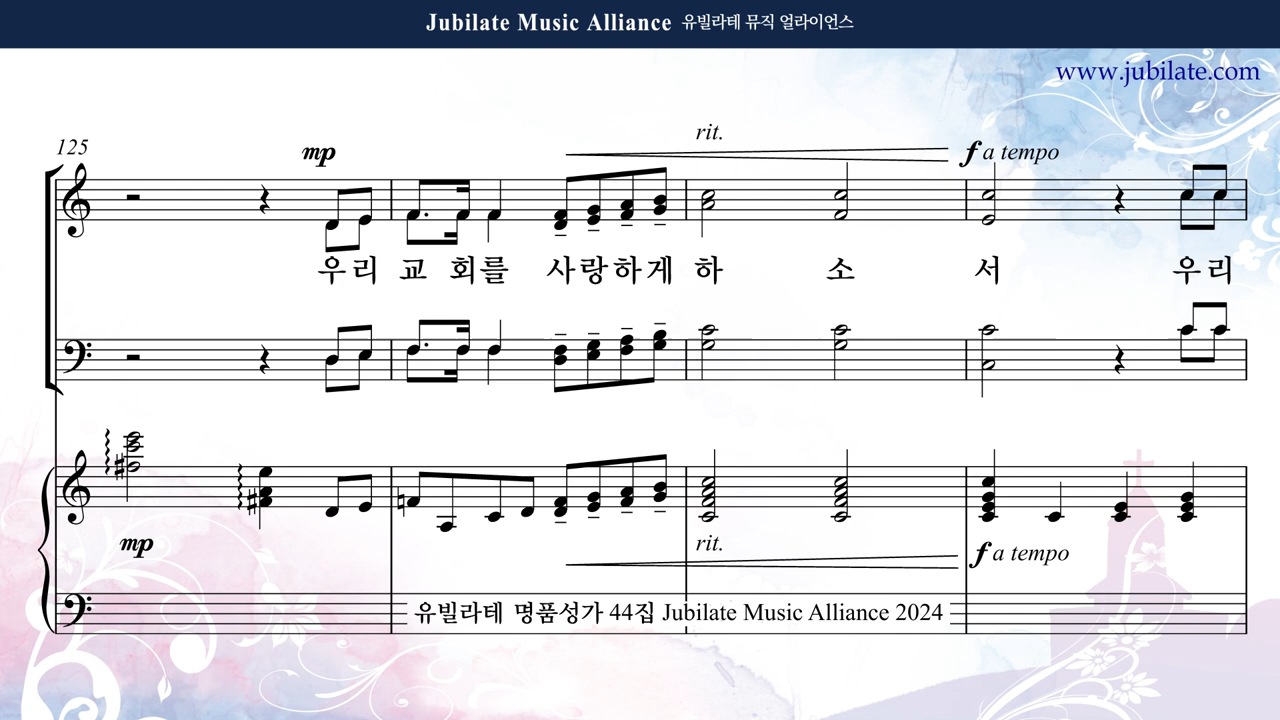 Jubilate Music Alliance 유빌라테 뮤직 얼라이언스
www.jubilate.com
125
mp
rit.
f a tempo
우리 교 회를 사랑하게 하 소 서 우리
mp
rit.
f a tempo
유빌라테 명품성가 44집 Jubilate Music Alliance 2024